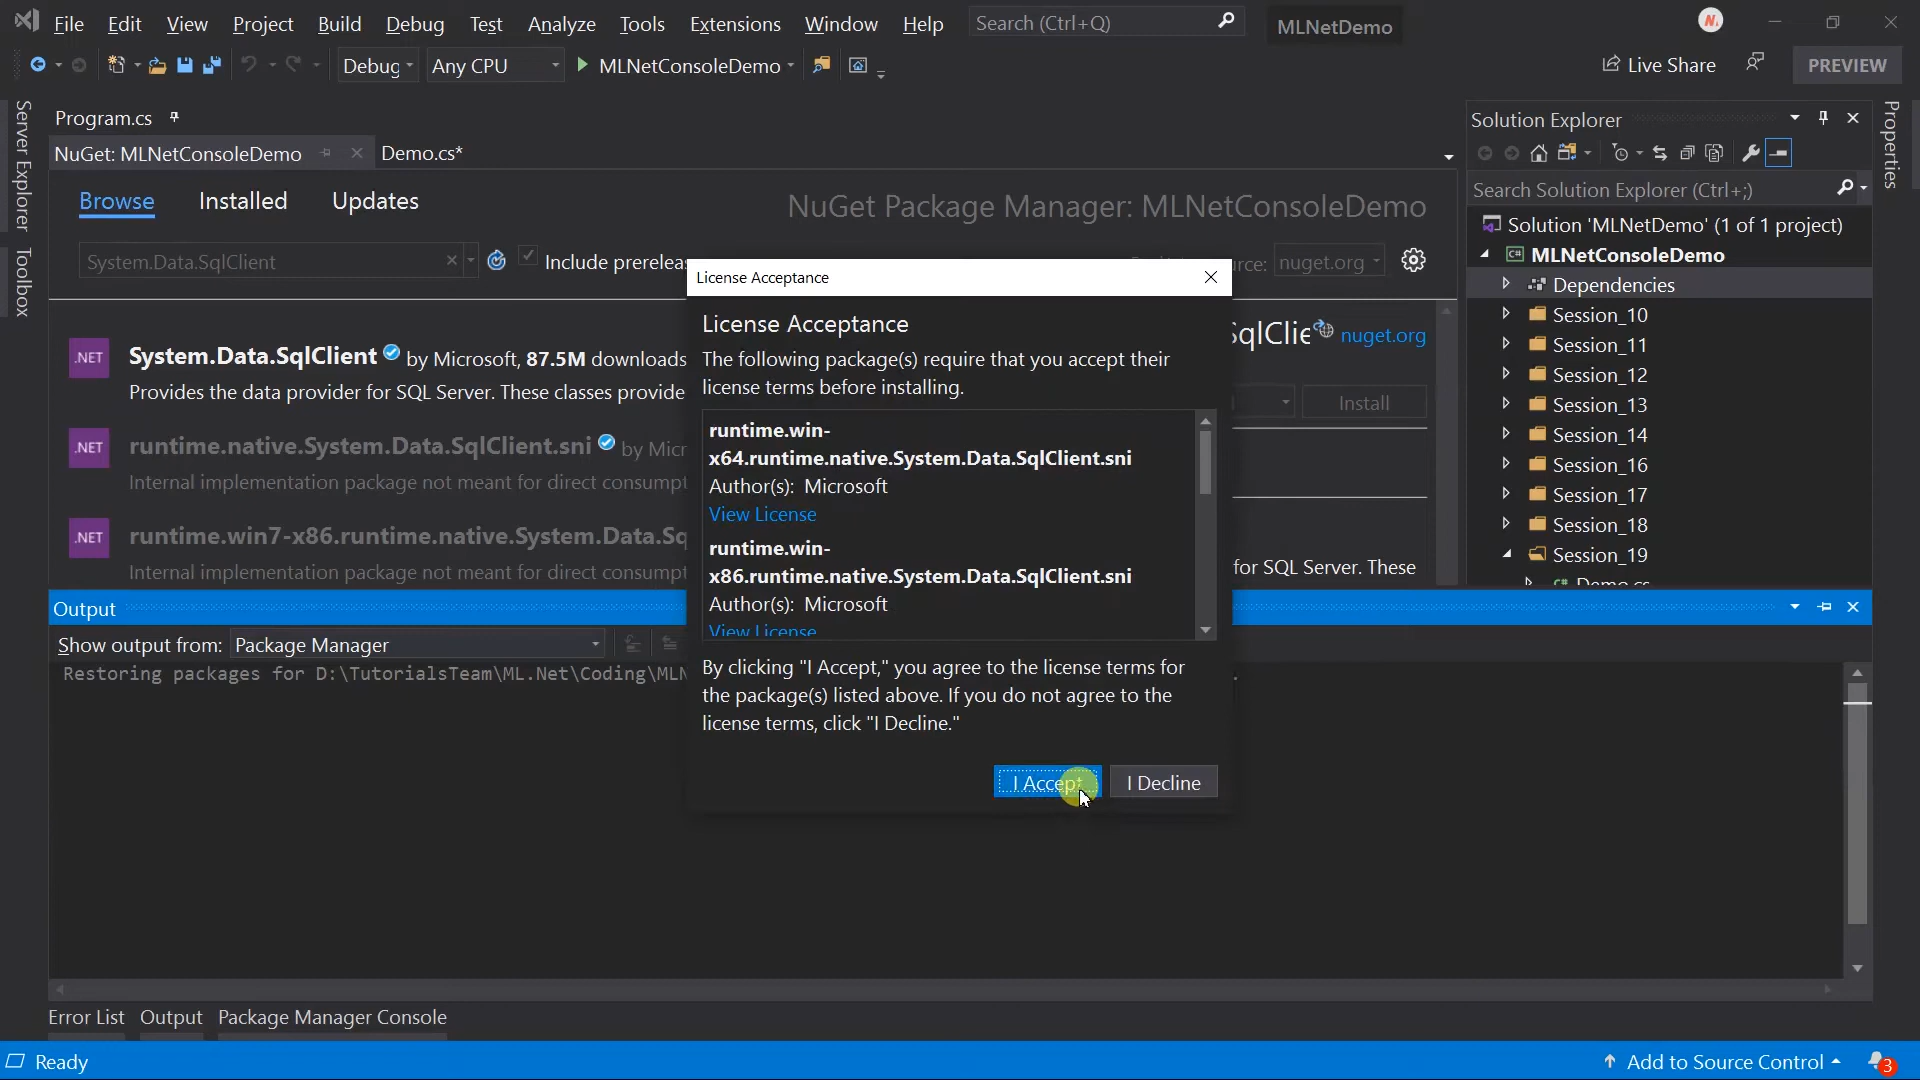 File Edit View Project Build Debug Test Analyze Tools Extensions Window Help Search (Ctrl+Q) MLNetDemo
Debug Any CPU MLNetConsoleDemo Live Share PREVIEW
Server Explorer
Toolbox
Program.cs
NuGet: MLNetConsoleDemo Demo.cs*
Browse Installed Updates
NuGet Package Manager: MLNetConsoleDemo
System.Data.SqlClient Include prerelea urce: nuget.org
.NET System.Data.SqlClient by Microsoft, 87.5M downloads
Provides the data provider for SQL Server. These classes provide
.NET runtime.native.System.Data.SqlClient.sni by Micr
Internal implementation package not meant for direct consumpt
.NET runtime.win7-x86.runtime.native.System.Data.Sq
Internal implementation package not meant for direct consumpt
SqlClie nuget.org
Install
for SQL Server. These
License Acceptance
License Acceptance
The following package(s) require that you accept their
license terms before installing.
runtime.win-
x64.runtime.native.System.Data.SqlClient.sni
Author(s): Microsoft
View License
runtime.win-
x86.runtime.native.System.Data.SqlClient.sni
Author(s): Microsoft
View License
By clicking "I Accept," you agree to the license terms for
the package(s) listed above. If you do not agree to the
license terms, click "I Decline."
I Accept I Decline
Solution Explorer
Search Solution Explorer (Ctrl+;)
Solution 'MLNetDemo' (1 of 1 project)
C# MLNetConsoleDemo
Dependencies
Session_10
Session_11
Session_12
Session_13
Session_14
Session_16
Session_17
Session_18
Session_19
C# Demo.cs
Properties
Output
Show output from: Package Manager
Restoring packages for D:\TutorialsTeam\ML.Net\Coding\MLN
Error List Output Package Manager Console
Ready Add to Source Control 3